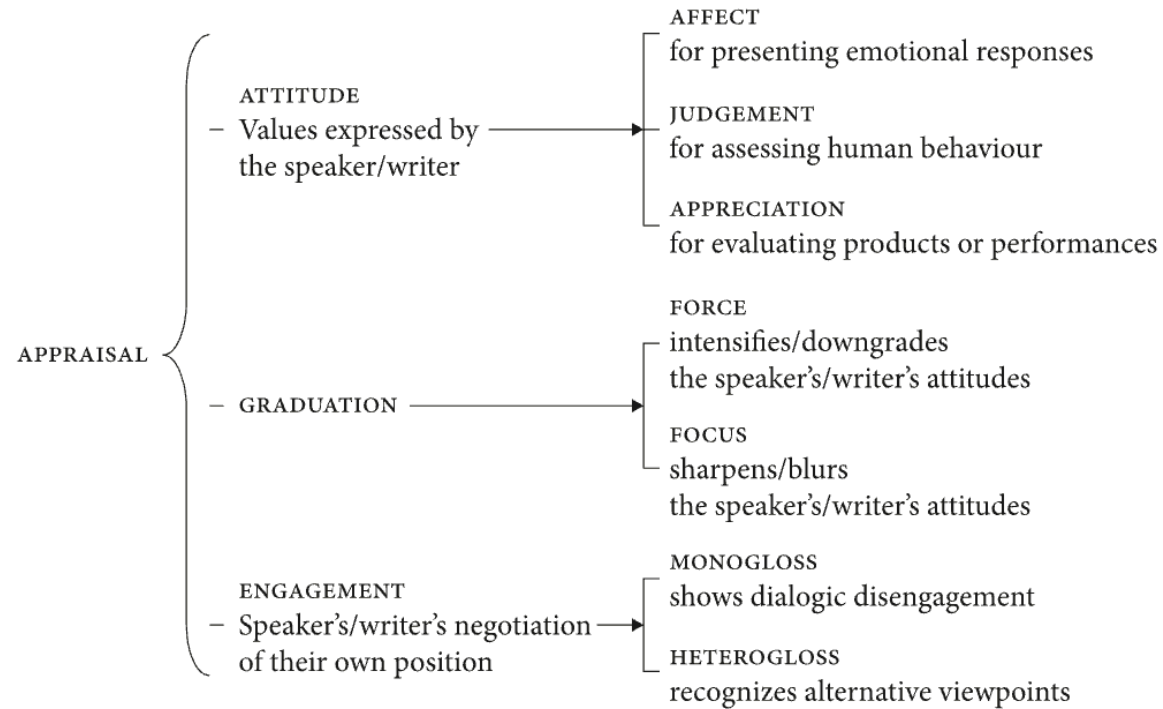 APPRAISAL
ATTITUDE
Values expressed by
the speaker/writer
AFFECT
for presenting emotional responses
JUDGEMENT
for assessing human behaviour
APPRECIATION
for evaluating products or performances
GRADUATION
FORCE
intensifies/downgrades
the speaker’s/writer’s attitudes
FOCUS
sharpens/blurs
the speaker’s/writer’s attitudes
ENGAGEMENT
Speaker’s/writer’s negotiation
of their own position
MONOGLOSS
shows dialogic disengagement
HETEROGLOSS
recognizes alternative viewpoints